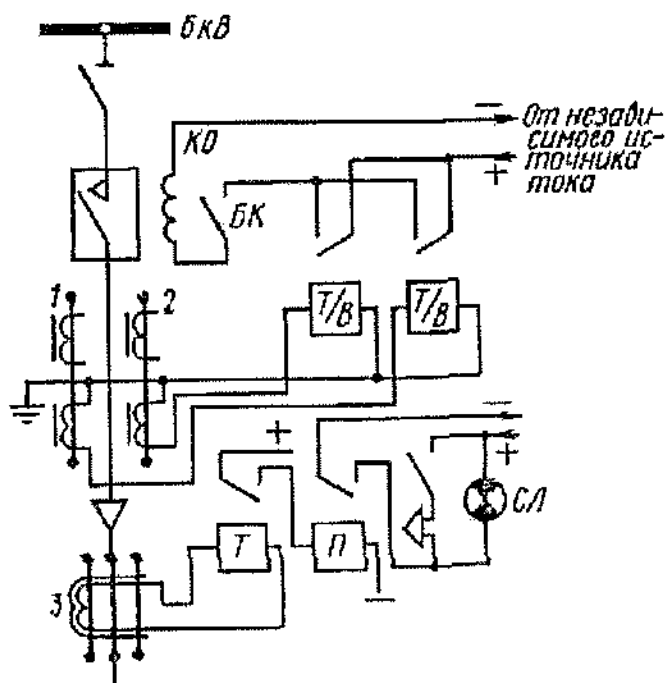 6кВ
КО
БК
От незави-
симого ис-
точника
тока
−
+
1
2
Т/В
Т/В
+
−
+
СЛ
Т
П
−
3